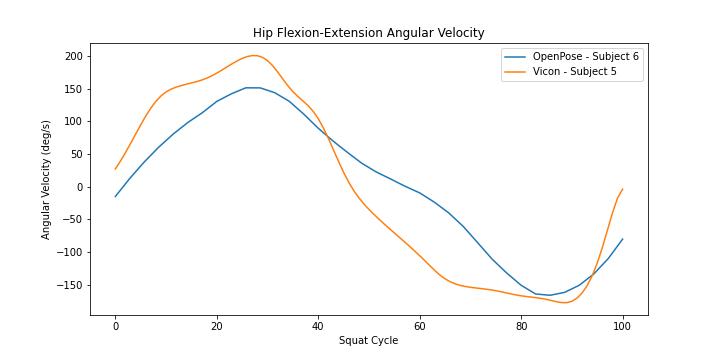 Hip Flexion-Extension Angular Velocity
OpenPose - Subject 6
Vicon - Subject 5
200
150
100
50
0
−50
−100
−150
Angular Velocity (deg/s)
0 20 40 60 80 100
Squat Cycle